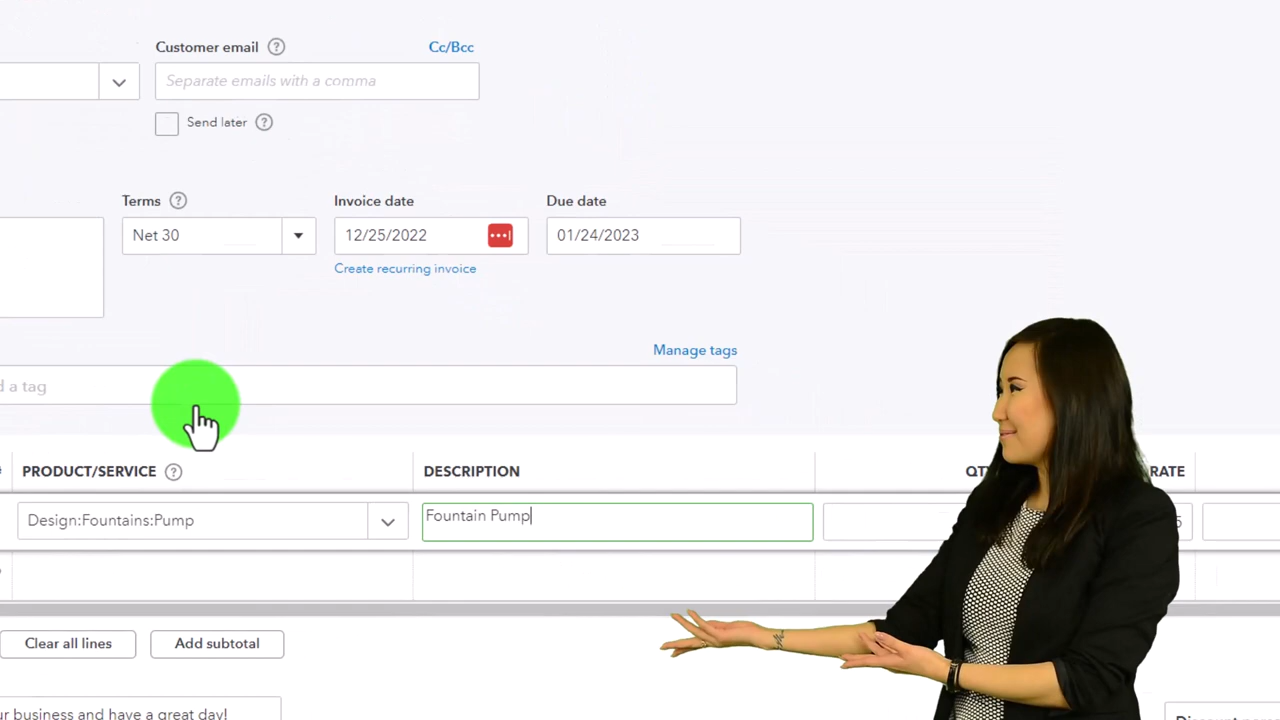 Customer email ? Cc/Bcc
Separate emails with a comma
Send later ?
Terms ? Invoice date Due date
Net 30 12/25/2022 01/24/2023
Create recurring invoice
Manage tags
a tag
PRODUCT/SERVICE ? DESCRIPTION RATE
Design:Fountains:Pump Fountain Pump
Clear all lines Add subtotal
business and have a great day!